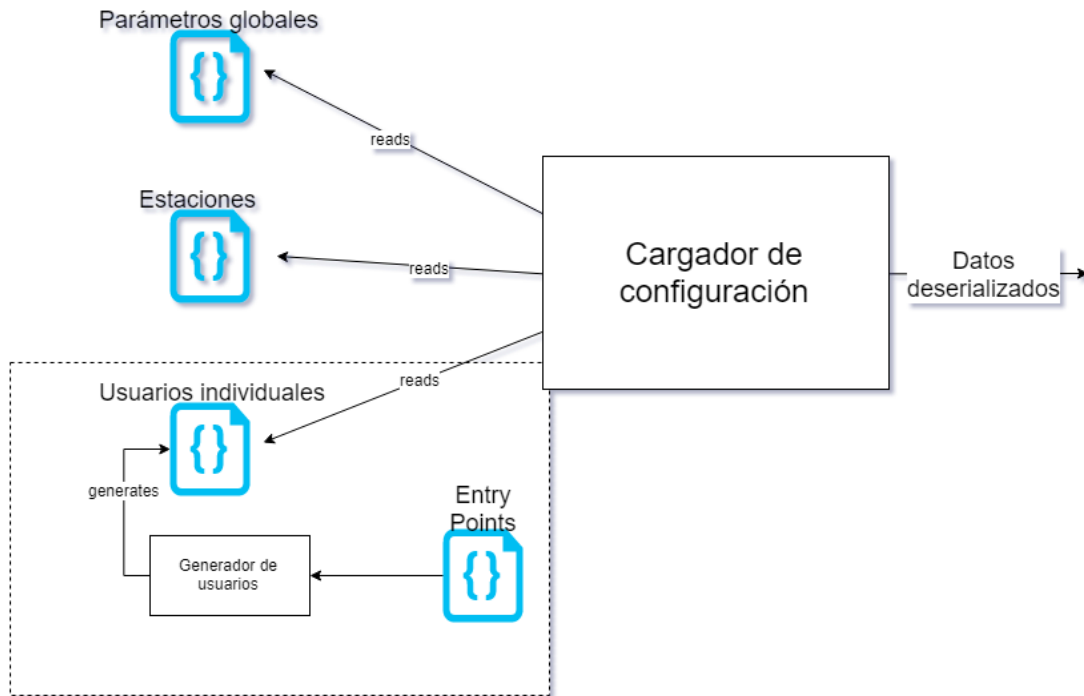 Parámetros globales
{}
reads
Estaciones
{}
reads
Cargador de
configuración
Datos
deserializados
reads
Usuarios individuales
{}
generates
Entry
Points
{}
Generador de
usuarios